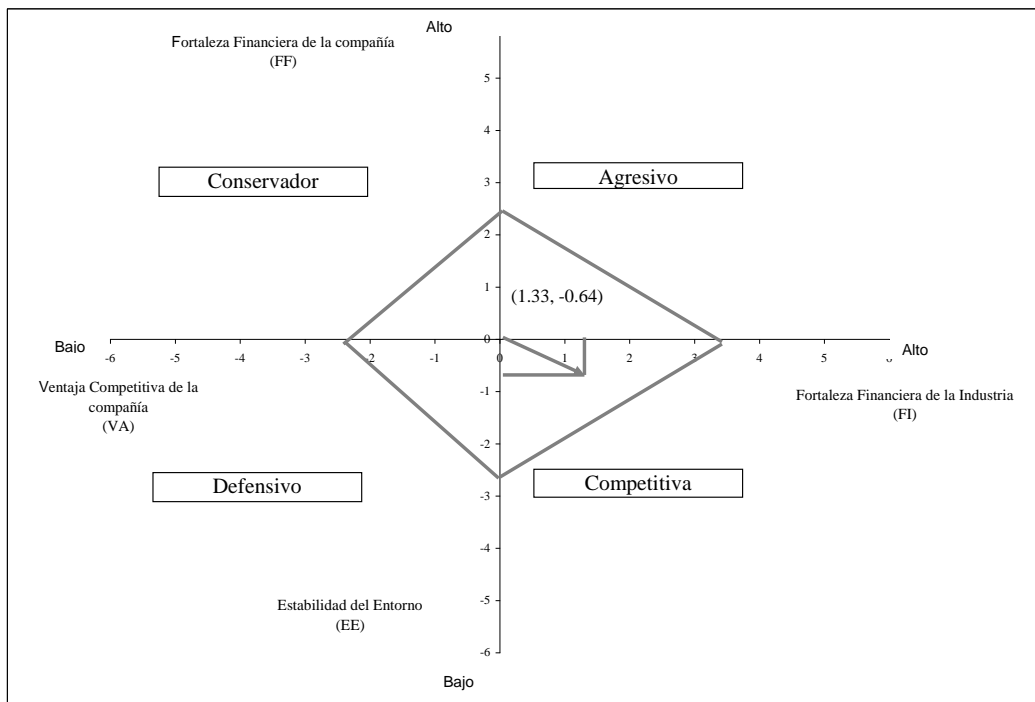 Alto
Fortaleza Financiera de la compañía
(FF)
5
4
Conservador
Agresivo
3
2
1
(1.33, -0.64)
Bajo
0
Alto
-6
-5
-4
-3
-2
-1
0
1
2
3
4
5
6
Ventaja Competitiva de la
compañía
(VA)
-1
Fortaleza Financiera de la Industria
(FI)
-2
Defensivo
Competitiva
-3
-4
Estabilidad del Entorno
(EE)
-5
-6
Bajo